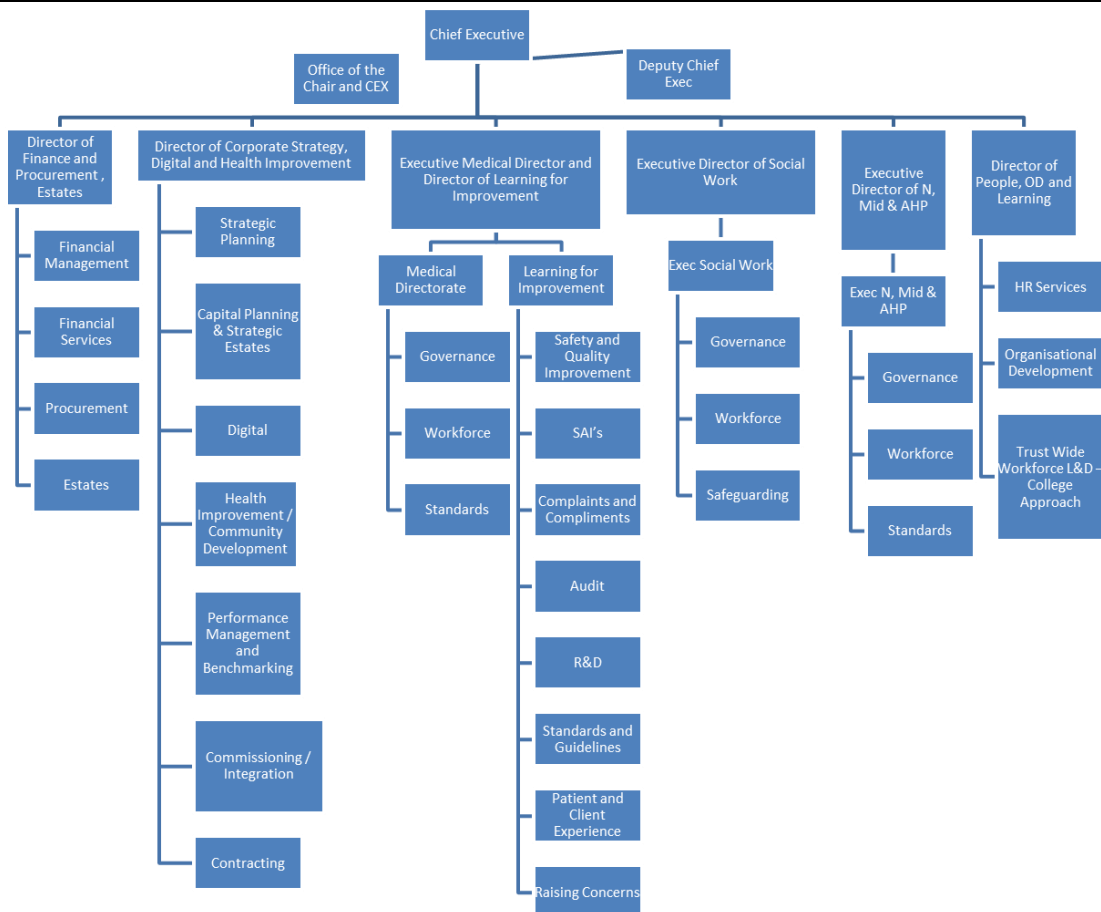 Chief Executive
Office of the
Chair and CEX
Deputy Chief
Exec
Director of
Finance and
Procurement ,
Estates
Financial
Management
Financial
Services
Procurement
Estates
Director of Corporate Strategy,
Digital and Health Improvement
Strategic
Planning
Capital Planning
& Strategic
Estates
Digital
Health
Improvement /
Community
Development
Performance
Management
and
Benchmarking
Commissioning /
Integration
Contracting
Executive Medical Director and
Director of Learning for
Improvement
Medical
Directorate
Governance
Workforce
Standards
Learning for
Improvement
Safety and
Quality
Improvement
SAI's
Complaints and
Compliments
Audit
R&D
Standards and
Guidelines
Patient and
Client
Experience
Raising Concerns
Executive Director of Social
Work
Exec Social Work
Governance
Workforce
Safeguarding
Executive
Director of N,
Mid & AHP
Exec N, Mid &
AHP
Governance
Workforce
Standards
Director of
People, OD and
Learning
HR Services
Organisational
Development
Trust Wide
Workforce L&D –
College
Approach